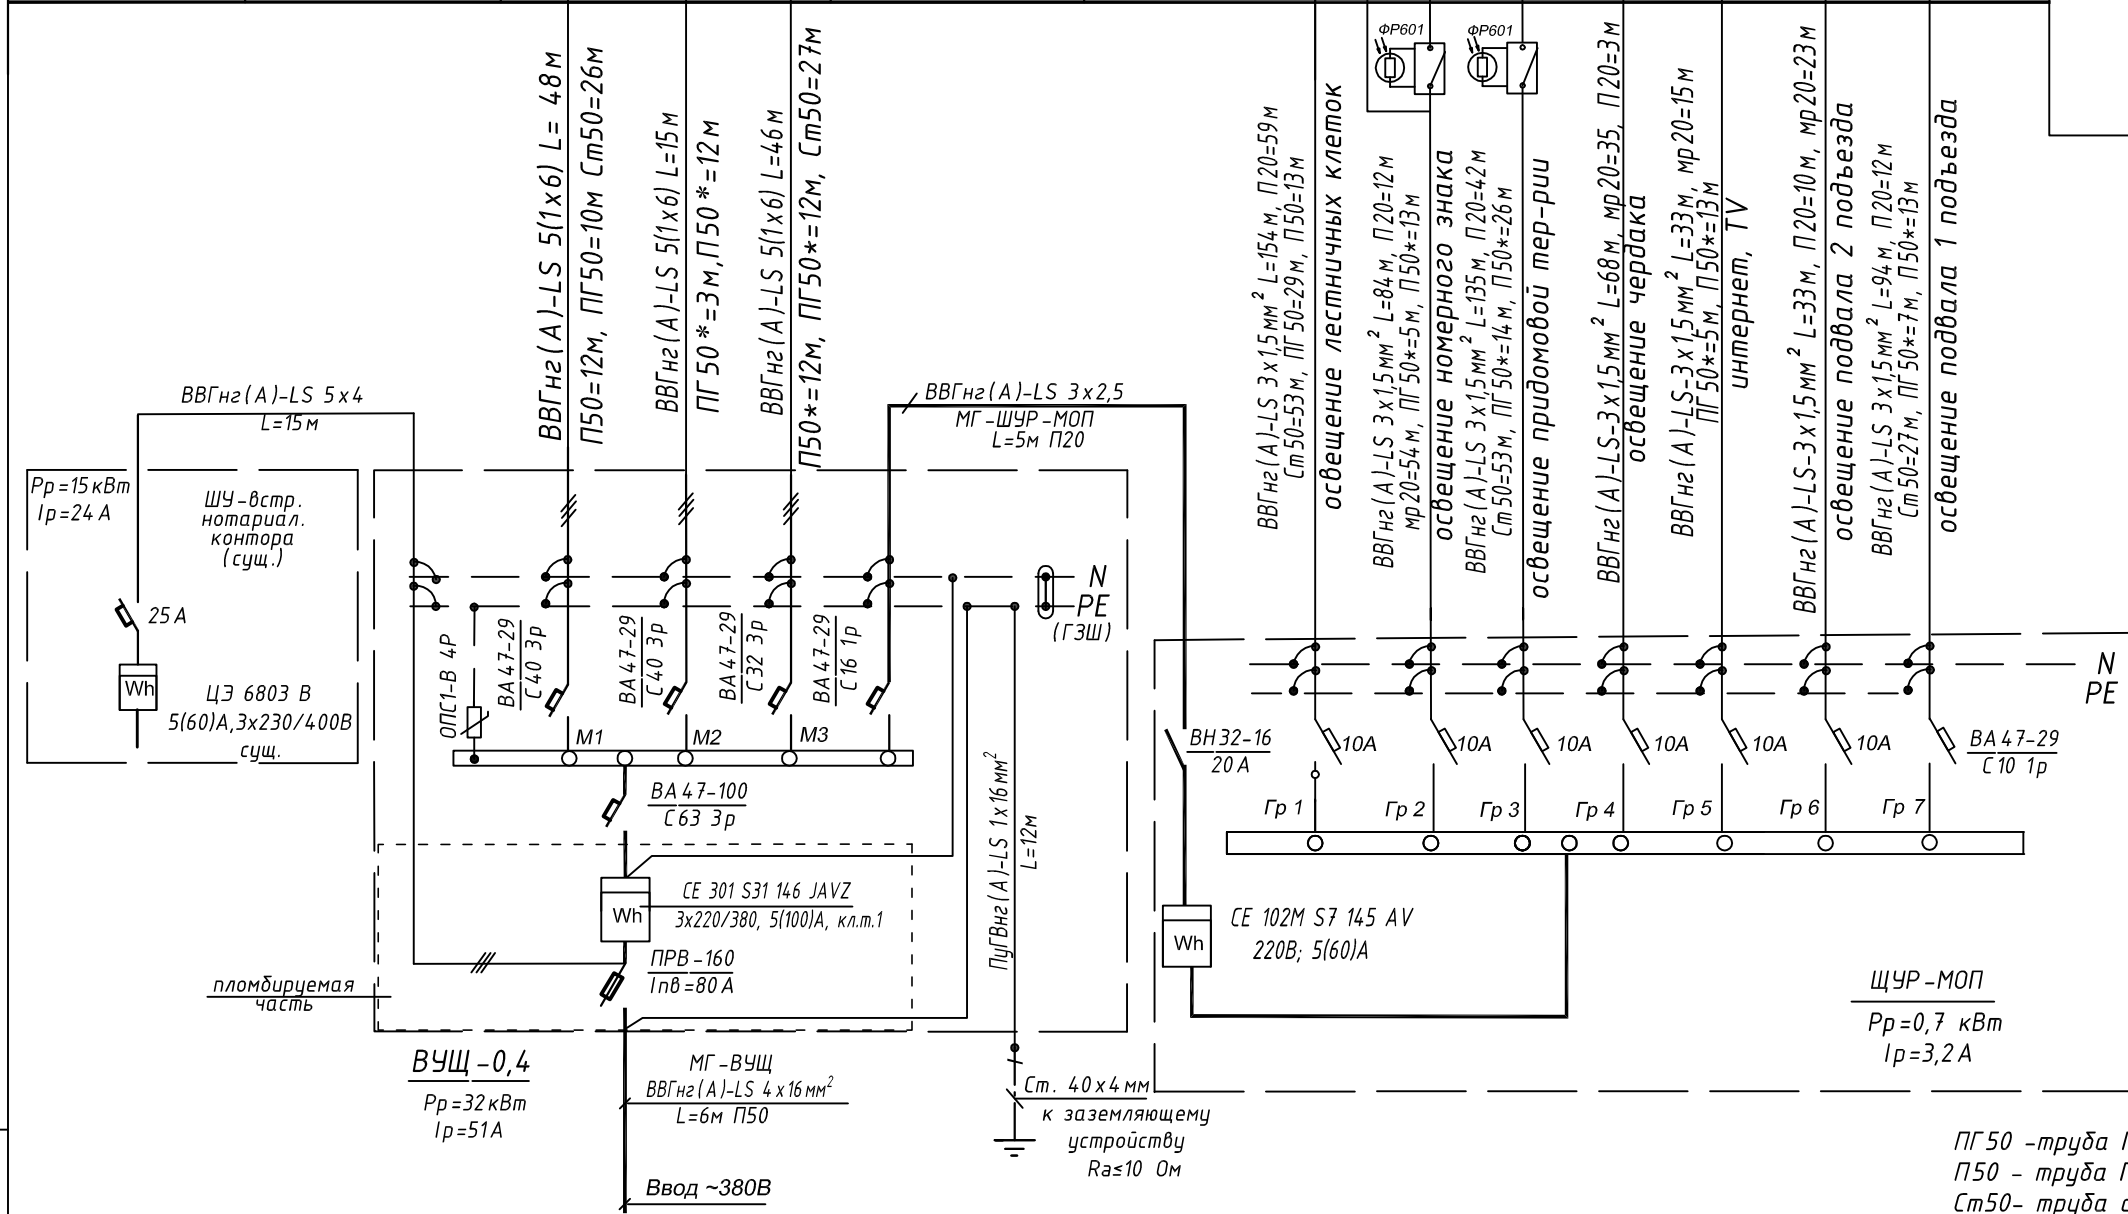 ВВГнг(А)-LS 5(1х6) L= 48м
П50=12м, ПГ50=10м Ст50=26м
ВВГнг(А)-LS 5(1х6) L=15м
ПГ50*=3м,П50*=12м
ВВГнг(А)-LS 5(1х6) L=46м
П50*=12м, ПГ50*=12м, Ст50=27м
ФР601
ФР601
ВВГнг(А)-LS 3х1,5мм² L=154м, П20=59м
Ст50=53м, ПГ50=29м, П50=13м
освещение лестничных клеток
ВВГнг(А)-LS 3х1,5мм² L=84м, П20=12м
мр20=54м, ПГ50*=5м, П50*=13м
освещение номерного знака
ВВГнг(А)-LS 3х1,5мм² L=135м, П20=42м
Ст50=53м, ПГ50*=14м, П50*=26м
освещение придомовой тер-рии
ВВГнг(А)-LS-3х1,5мм² L=68м, мр20=35, П20=3м
освещение чердака
ВВГнг(А)-LS-3х1,5мм² L=33м, мр20=15м
ПГ50*=5м, П50*=13м
интернет, TV
ВВГнг(А)-LS-3х1,5мм² L=33м, П20=10м, мр20=23м
освещение подвала 2 подъезда
ВВГнг(А)-LS 3х1,5мм² L=94м, П20=12м
Ст50=27м, ПГ50*=7м, П50*=13м
освещение подвала 1 подъезда
ВВГнг(А)-LS 5х4
L=15м
ВВГнг(А)-LS 3х2,5
МГ-ШУР-МОП
L=5м П20
Рр=15кВт
Iр=24А
ШУ-встр.
нотариал.
контора
(сущ.)
25А
Wh
ЦЭ 6803 В
5(60)А,3х230/400В
сущ.
N
PE
(ГЗШ)
ОПС1-В 4Р
ВА47-29
С40 3р
ВА47-29
С40 3р
ВА47-29
С32 3р
ВА47-29
С16 1р
М1
М2
М3
ВА47-100
С63 3р
Wh
СЕ 301 S31 146 JAVZ
3х220/380, 5(100)А, кл.т.1
ПРВ-160
Iпв=80А
пломбируемая
часть
ВУЩ-0,4
Рр=32кВт
Iр=51А
МГ-ВУЩ
ВВГнг(А)-LS 4х16мм²
L=6м П50
Ввод ~380В
ПуГВнг(А)-LS 1х16мм²
L=12м
Ст. 40х4мм
к заземляющему
устройству
Ra≤10 Ом
N
PE
ВН32-16
20А
10А
10А
10А
10А
10А
10А
ВА47-29
С10 1р
Гр 1
Гр 2
Гр 3
Гр 4
Гр 5
Гр 6
Гр 7
Wh
СЕ 102М S7 145 AV
220В; 5(60)А
ЩУР-МОП
Рр=0,7 кВт
Iр=3,2А
ПГ50 -труба
П50 - труба
Ст50- труба